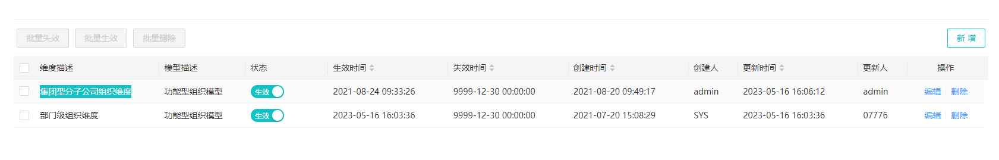 批量失效 批量生效 批量删除 新 增
维度描述 模型描述 状态 生效时间 失效时间 创建时间 创建人 更新时间 更新人 操作
集团型分子公司组织维度 功能型组织模型 生效 2021-08-24 09:33:26 9999-12-30 00:00:00 2021-08-20 09:49:17 admin 2023-05-16 16:06:12 admin 编辑 删除
部门级组织维度 功能型组织模型 生效 2023-05-16 16:03:36 9999-12-30 00:00:00 2021-07-20 15:08:29 SYS 2023-05-16 16:03:36 07776 编辑 删除